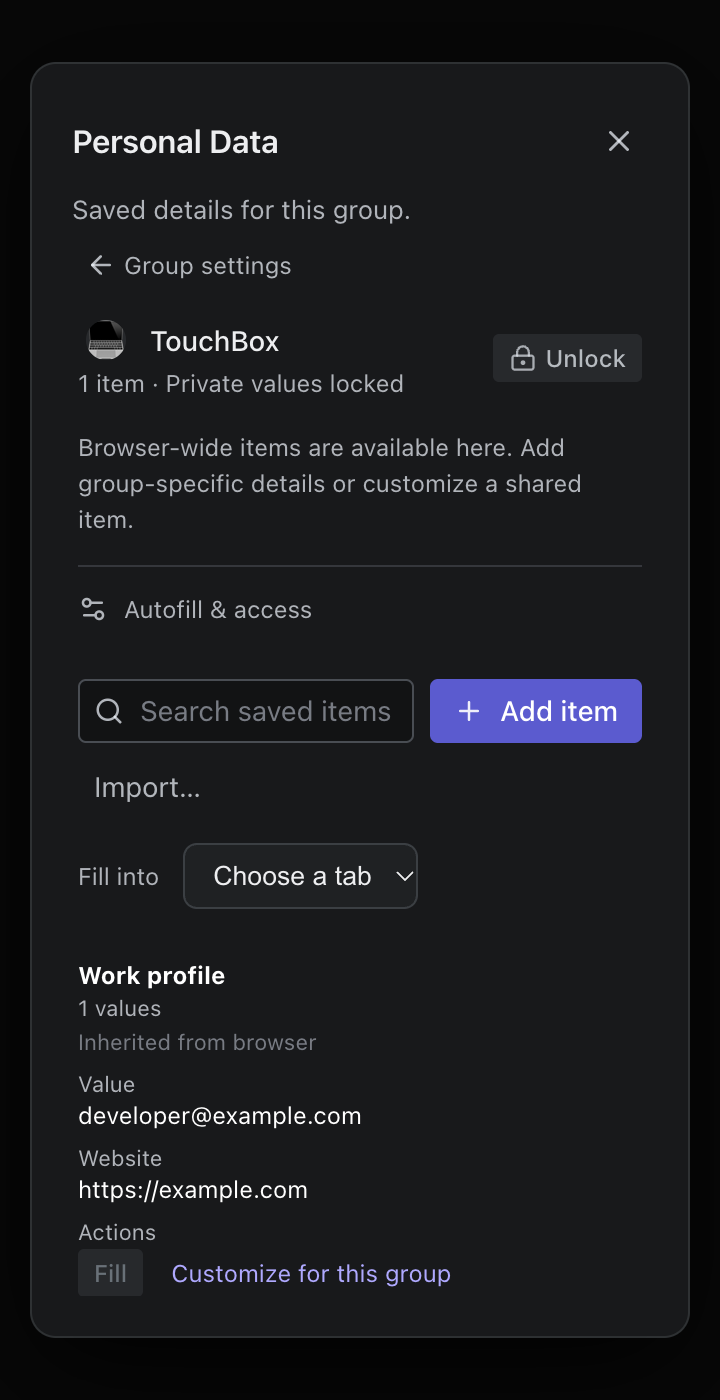 Personal Data
Saved details for this group.
Group settings
TouchBox
Unlock
1 item · Private values locked
Browser-wide items are available here. Add
group-specific details or customize a shared
item.
Autofill & access
Search saved items
Add item
Import...
Fill into
Choose a tab
Work profile
1 values
Inherited from browser
Value
developer@example.com
Website
https://example.com
Actions
Fill
Customize for this group